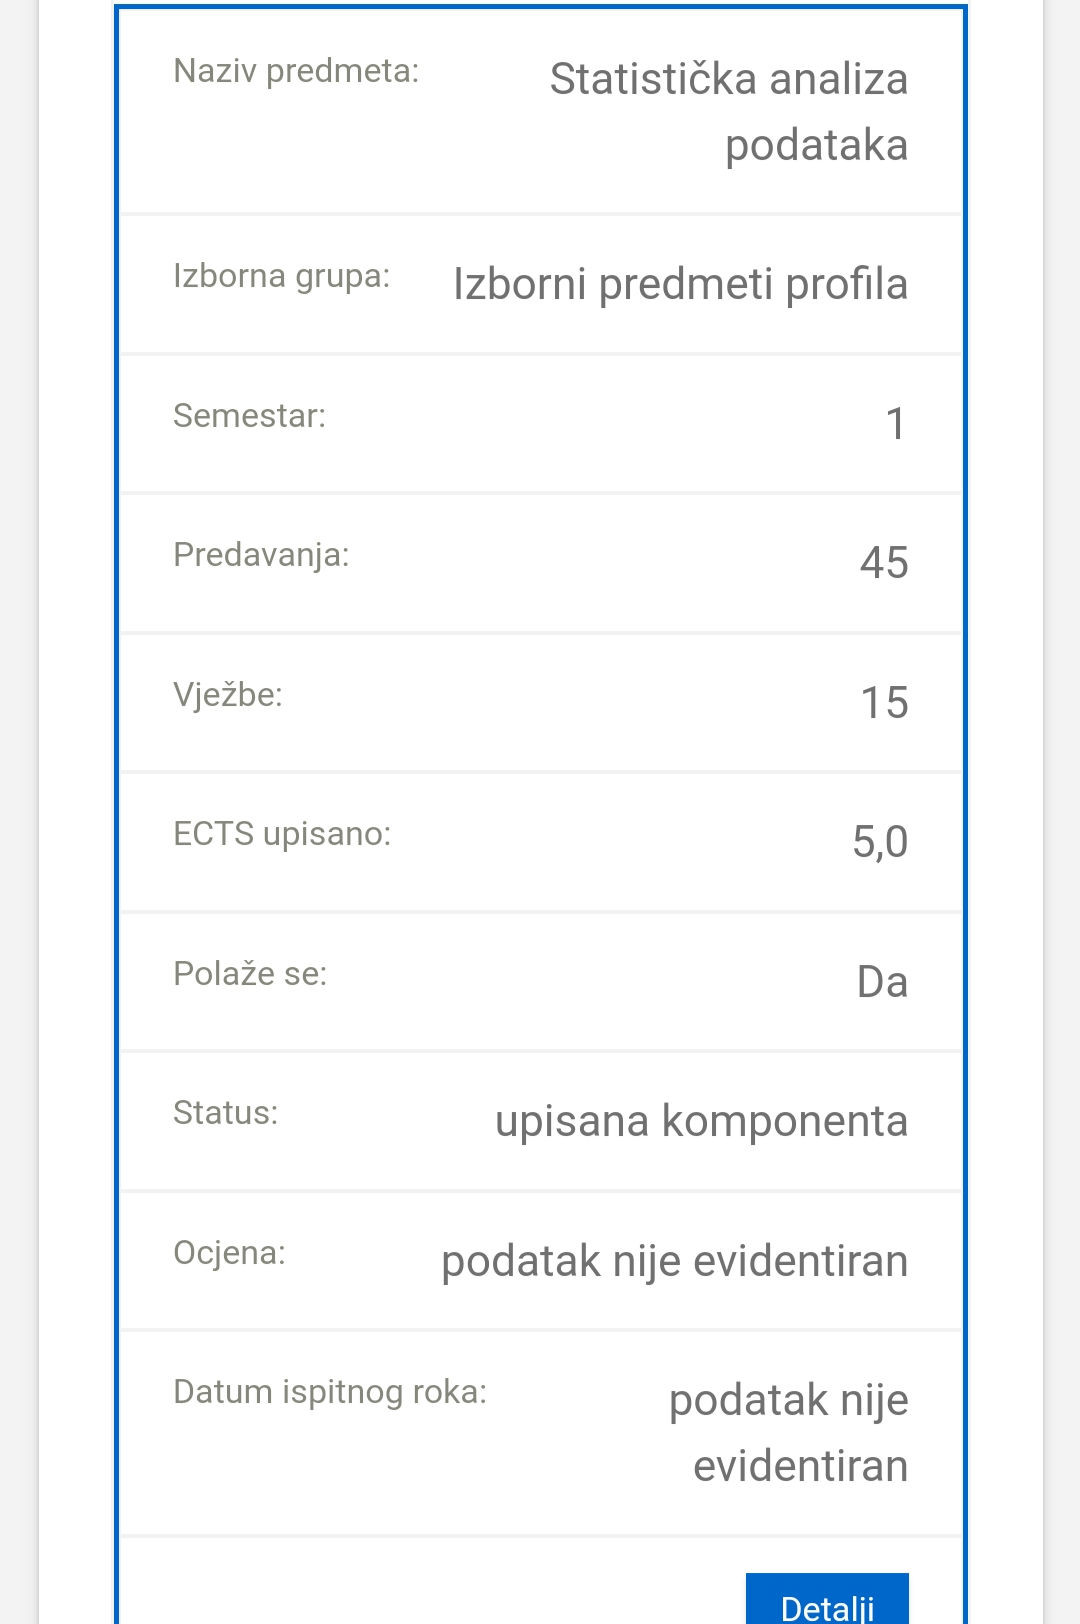 Naziv predmeta: Statistička analiza
podataka
Izborna grupa: Izborni predmeti profila
Semestar: 1
Predavanja: 45
Vježbe: 15
ECTS upisano: 5,0
Polaže se: Da
Status: upisana komponenta
Ocjena: podatak nije evidentiran
Datum ispitnog roka: podatak nije
evidentiran
Detalji